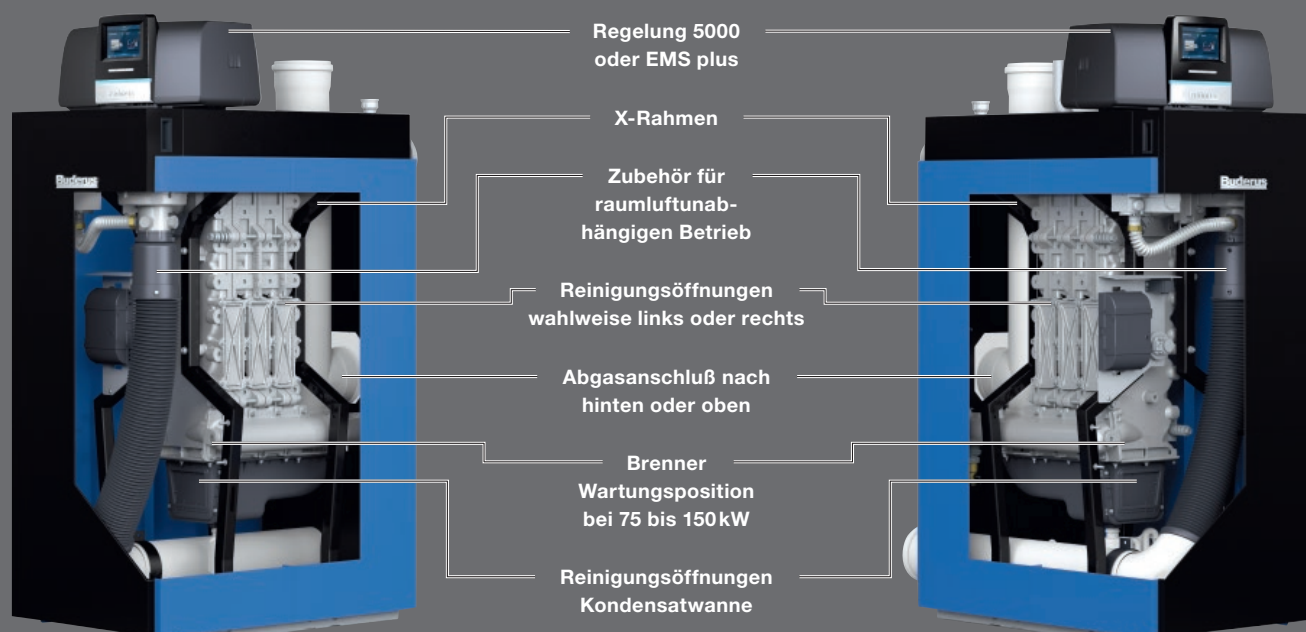 Regelung 5000
oder EMS plus
X-Rahmen
Buderus
Buderus
Zubehör für
raumluftunab-
hängigen Betrieb
Reinigungsöffnungen
wahlweise links oder rechts
Abgasanschluß nach
hinten oder oben
Brenner
Wartungsposition
bei 75 bis 150 kW
Reinigungsöffnungen
Kondensatwanne